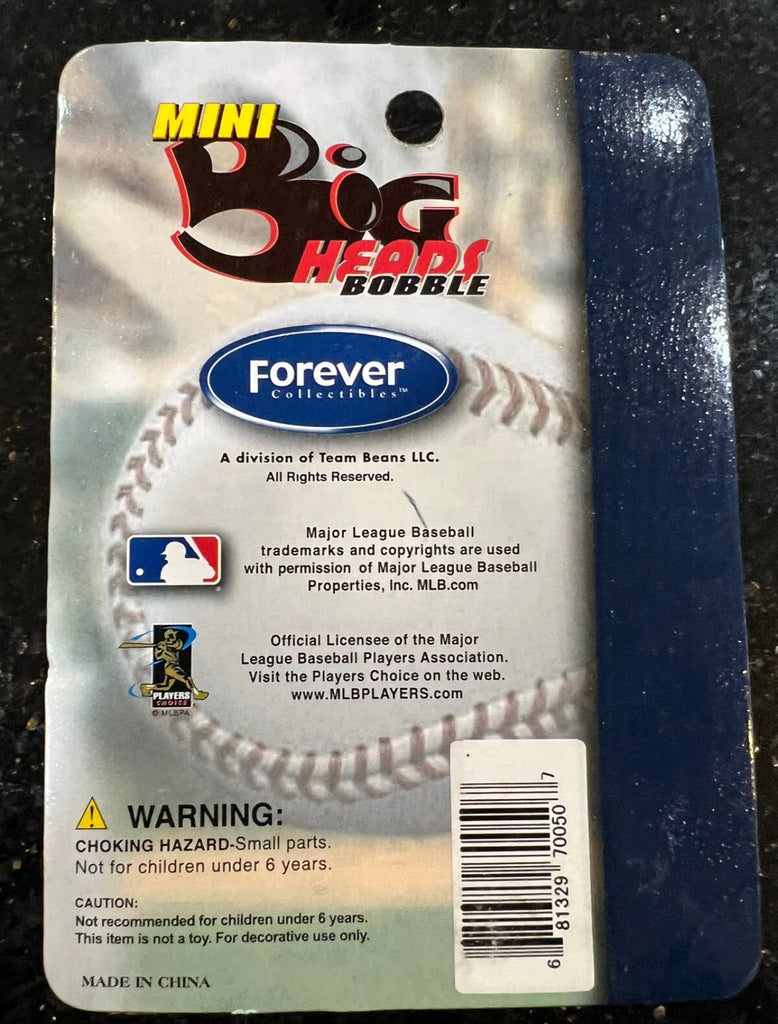 MINI
BiG
HEADS
BOBBLE
Forever
Collectibles™
A division of Team Beans LLC.
All Rights Reserved.
Major League Baseball
trademarks and copyrights are used
with permission of Major League Baseball
Properties, Inc. MLB.com
Official Licensee of the Major
League Baseball Players Association.
Visit the Players Choice on the web.
www.MLBPLAYERS.com
PLAYERS
CHOICE
© MLBPA
WARNING:
CHOKING HAZARD-Small parts.
Not for children under 6 years.
CAUTION:
Not recommended for children under 6 years.
This item is not a toy. For decorative use only.
MADE IN CHINA
6 81329 70050 7